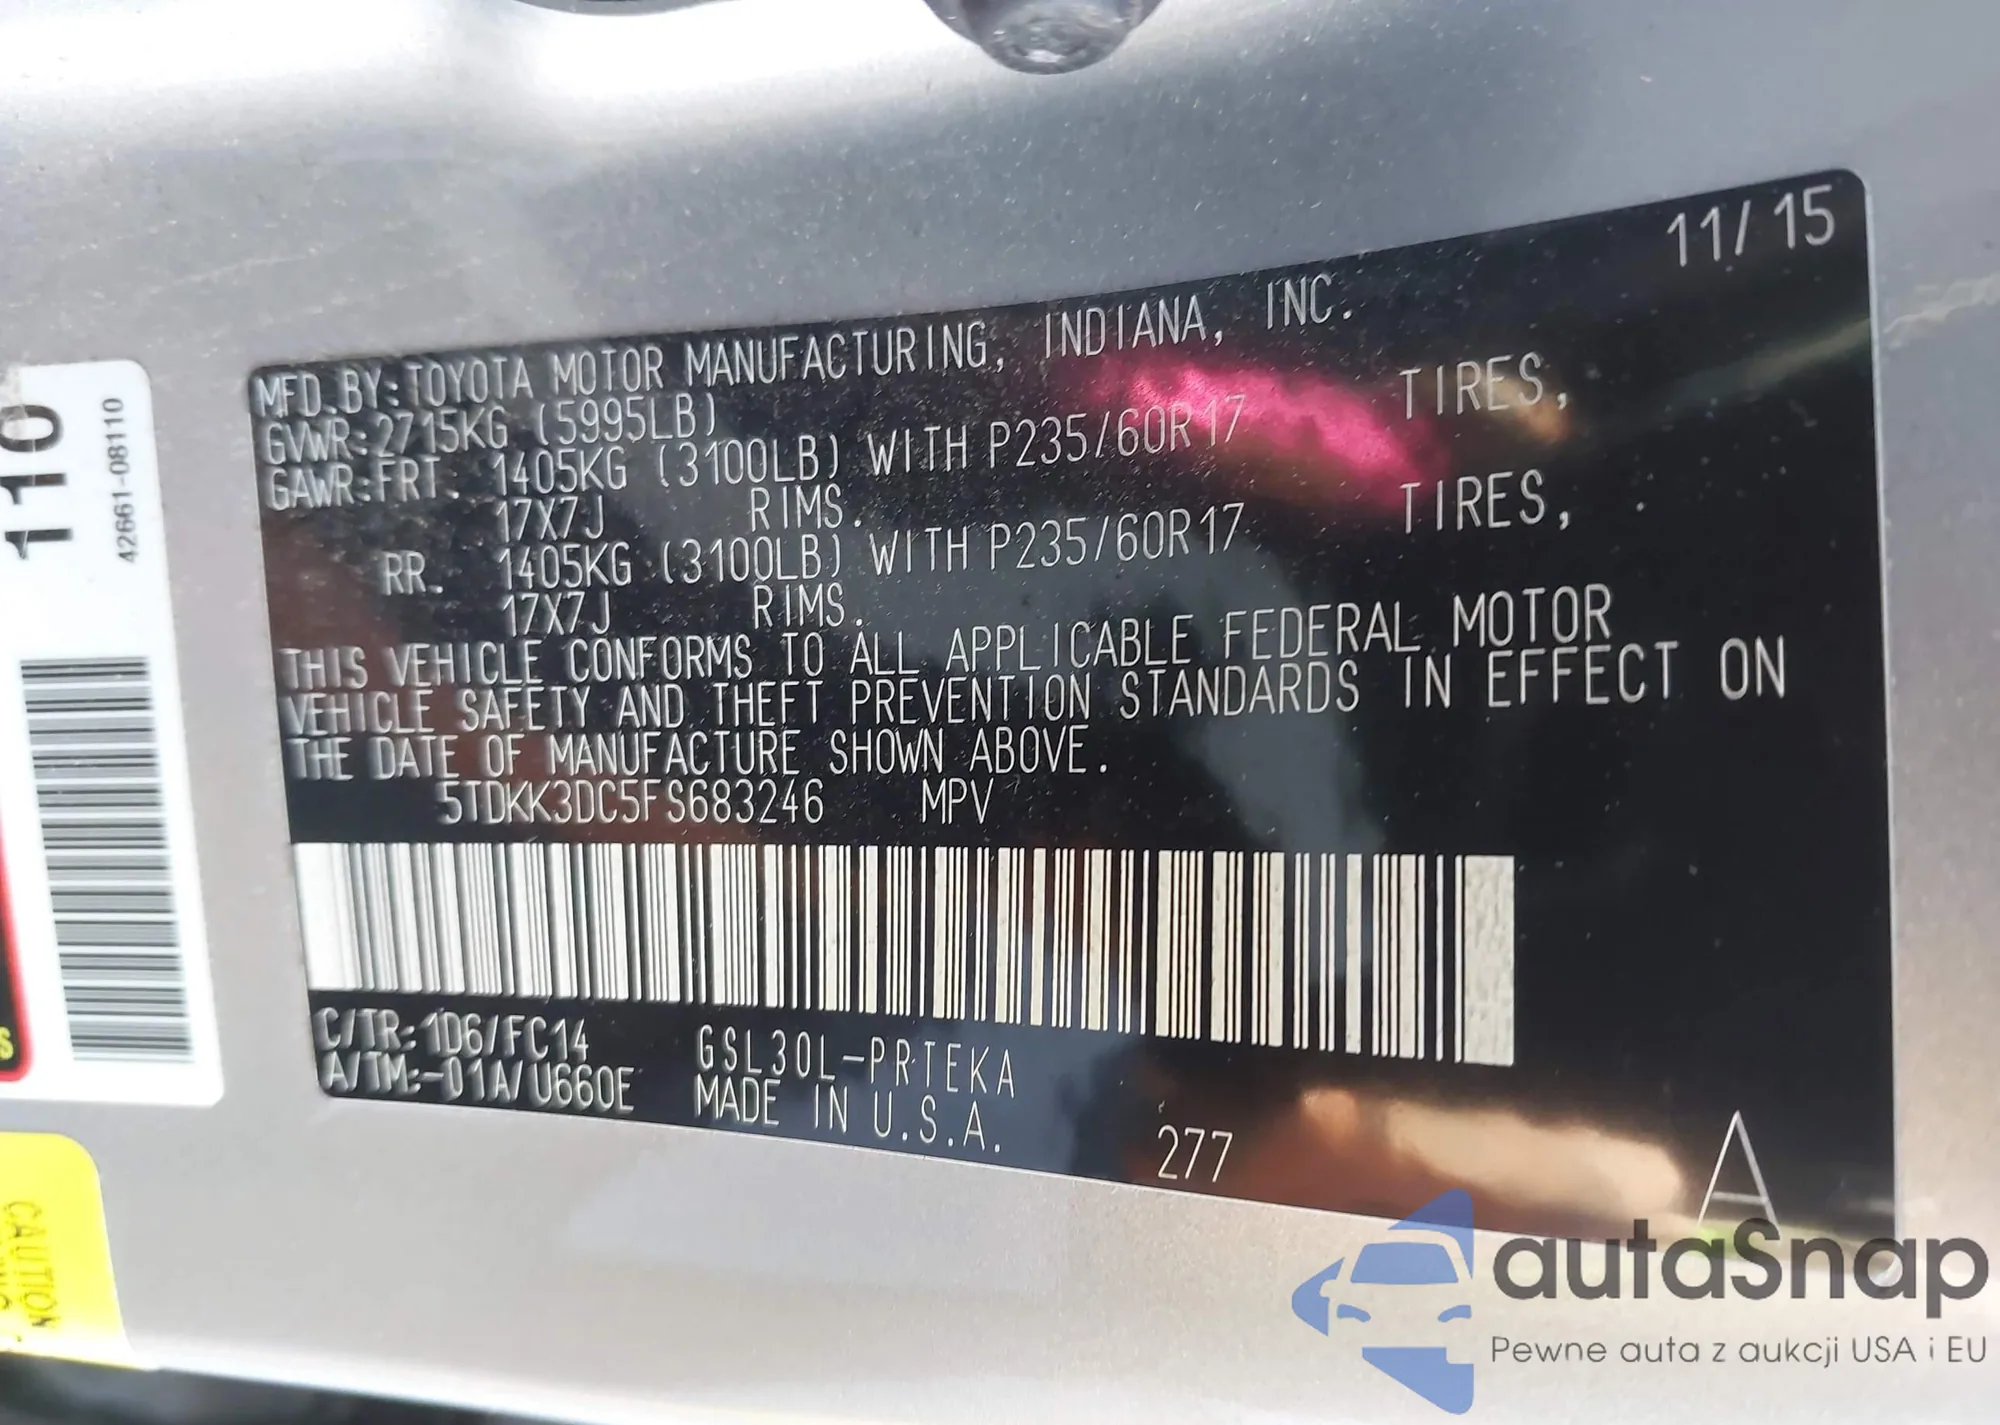 11/15
MFD.BY:TOYOTA MOTOR MANUFACTURING, INDIANA, INC.
GVWR:2715KG (5995LB)
GAWR:FRT. 1405KG (3100LB) WITH P235/60R17 TIRES,
17X7J RIMS.
RR. 1405KG (3100LB) WITH P235/60R17 TIRES,
17X7J RIMS.
THIS VEHICLE CONFORMS TO ALL APPLICABLE FEDERAL MOTOR
VEHICLE SAFETY AND THEFT PREVENTION STANDARDS IN EFFECT ON
THE DATE OF MANUFACTURE SHOWN ABOVE.
5TDKK3DC5FS683246 MPV
C/TR:1D6/FC14 GSL30L-PRTEKA
A/TM:-01A/U660E MADE IN U.S.A.
277
A
110
42661-08110
CAUTION
autaSnap
Pewne auta z aukcji USA i EU